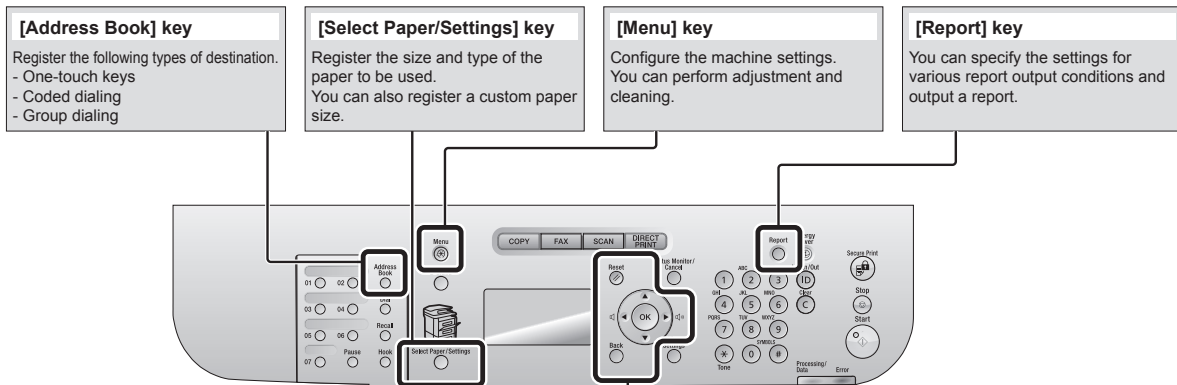 [Address Book] key
Register the following types of destination.
- One-touch keys
- Coded dialing
- Group dialing
[Select Paper/Settings] key
Register the size and type of the
paper to be used.
You can also register a custom paper
size.
[Menu] key
Configure the machine settings.
You can perform adjustment and
cleaning.
[Report] key
You can specify the settings for
various report output conditions and
output a report.
Menu
COPY
FAX
SCAN
DIRECT
PRINT
Report
Secure Print
Address
Book
01
02
03
04
Recall
05
06
Pause
Hook
07
Select Paper/Settings
Reset
Cancel
OK
Back
ABC
1
2
3
ID
GHI
JKL
MNO
Clear
4
5
6
C
PQRS
TUV
WXYZ
7
8
9
SYMBOLS
0
#
Tone
Stop
Start
Processing/
Data
Error